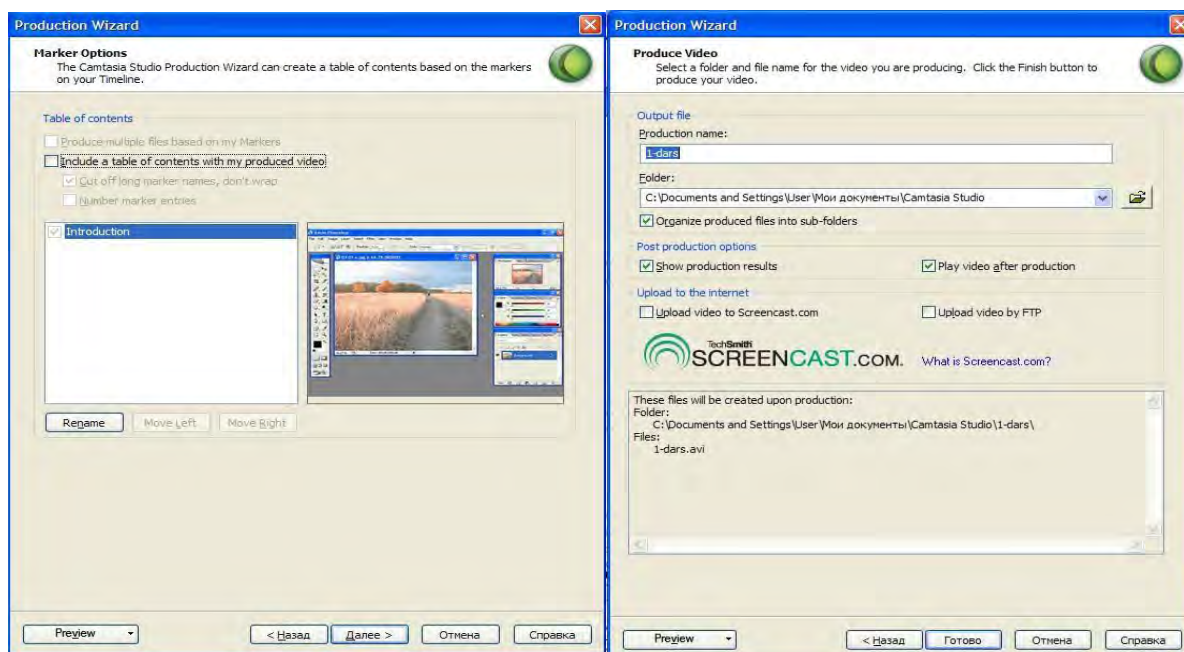 Production Wizard
Marker Options
The Camtasia Studio Production Wizard can create a table of contents based on the markers
on your Timeline.
Table of contents
Produce multiple files based on my Markers
Include a table of contents with my produced video
Cut off long marker names, don't wrap
Number marker entries
Introduction
Rename
Move Left
Move Right
Preview
< Назад
Далее >
Отмена
Справка
Production Wizard
Produce Video
Select a folder and file name for the video you are producing. Click the Finish button to
produce your video.
Output file
Production name:
1-dars
Folder:
C:\Documents and Settings\User\Мои документы\Camtasia Studio
Organize produced files into sub-folders
Post production options
Show production results
Play video after production
Upload to the internet
Upload video to Screencast.com
Upload video by FTP
TechSmith
SCREENCAST.COM.
What is Screencast.com?
These files will be created upon production:
Folder:
C:\Documents and Settings\User\Мои документы\Camtasia Studio\1-dars\
Files:
1-dars.avi
Preview
< Назад
Готово
Отмена
Справка